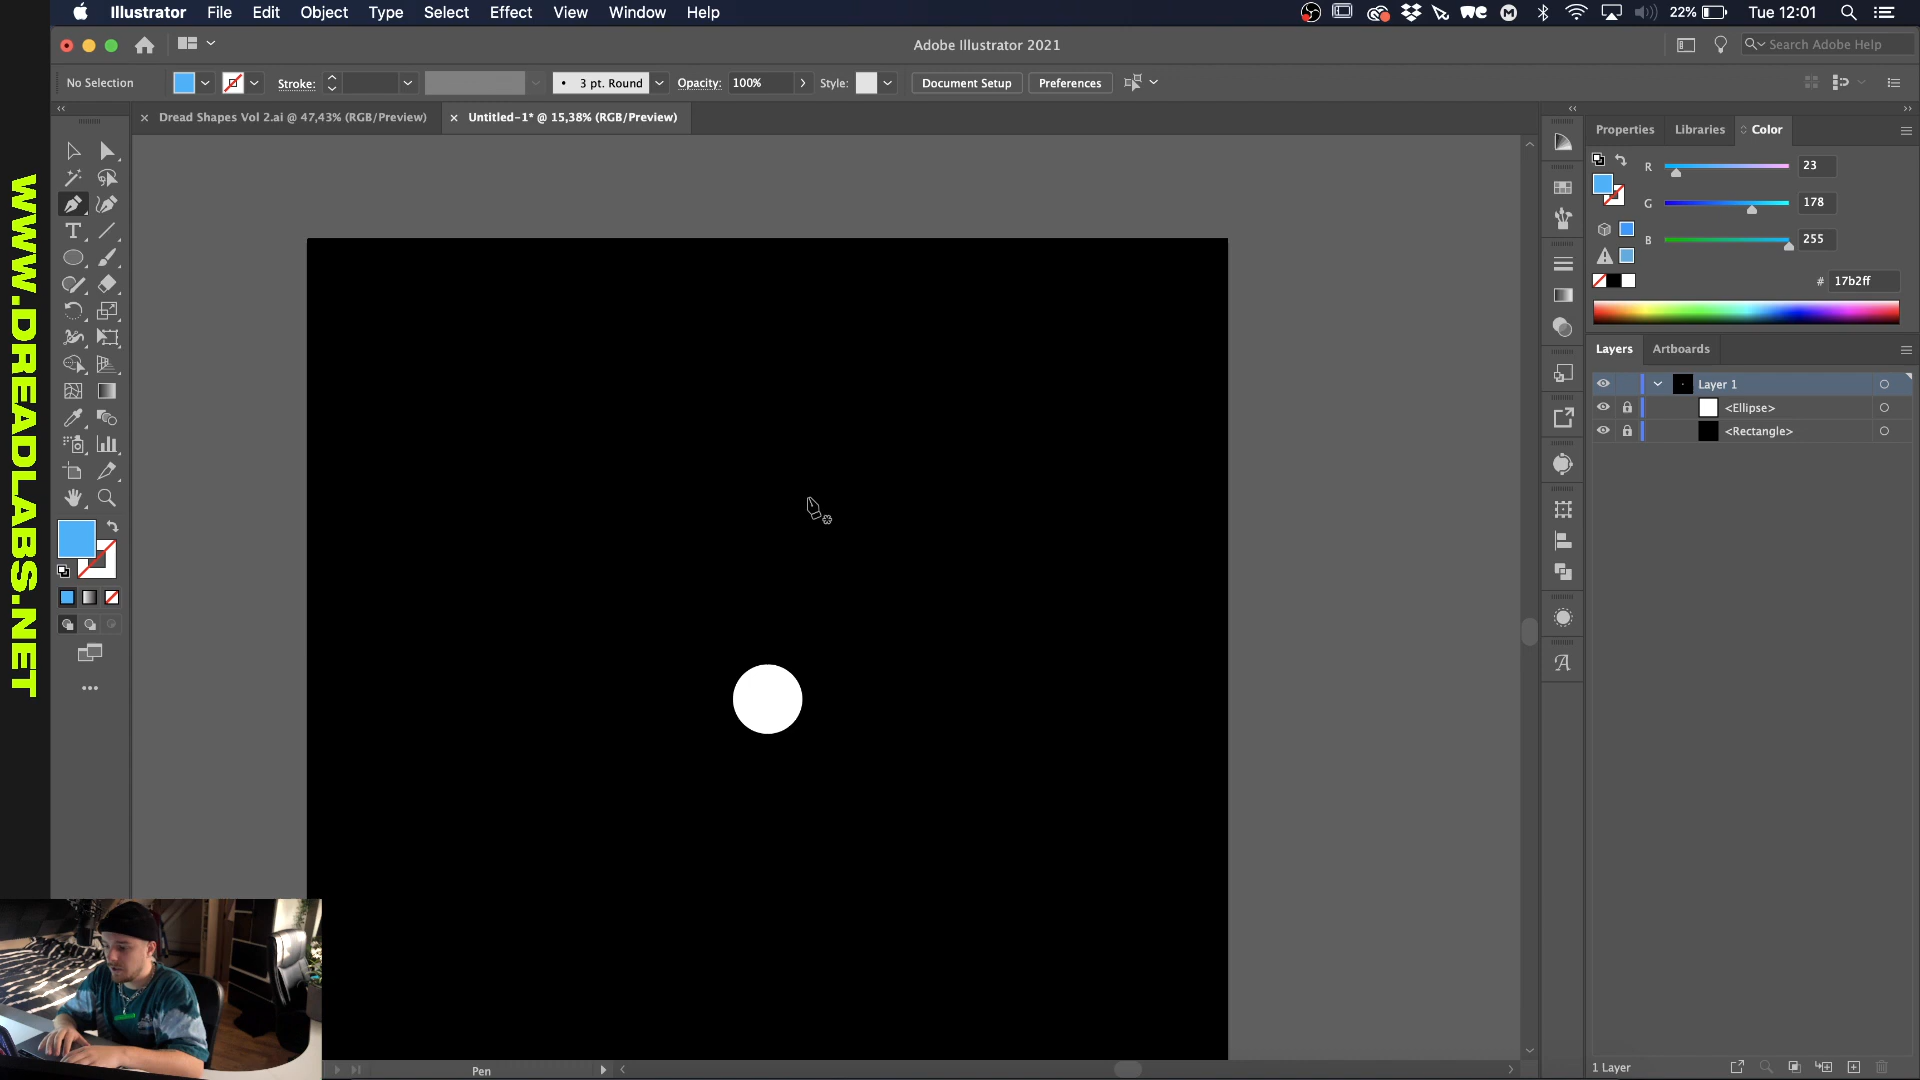 Illustrator File Edit Object Type Select Effect View Window Help
22% Tue 12:01
Adobe Illustrator 2021
Search Adobe Help
No Selection
Stroke:
3 pt. Round
Opacity: 100%
Style:
Document Setup
Preferences
Dread Shapes Vol 2.ai @ 47,43% (RGB/Preview)
Untitled-1* @ 15,38% (RGB/Preview)
Properties Libraries Color
R 23
G 178
B 255
# 17b2ff
Layers Artboards
Layer 1
<Ellipse>
<Rectangle>
WWW.DREADLABS.NET
Pen
1 Layer